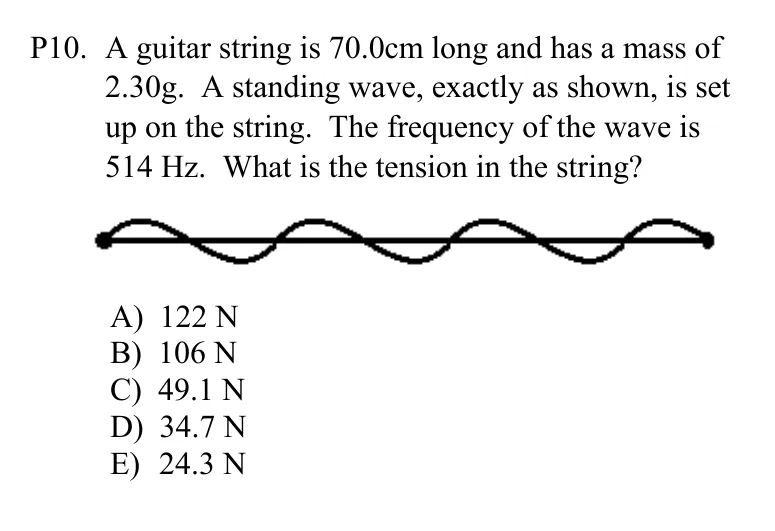 P10. A guitar string is 70.0cm long and has a mass of
2.30g. A standing wave, exactly as shown, is set
up on the string. The frequency of the wave is
514 Hz. What is the tension in the string?
A) 122 N
B) 106 N
C) 49.1 N
D) 34.7 N
E) 24.3 N